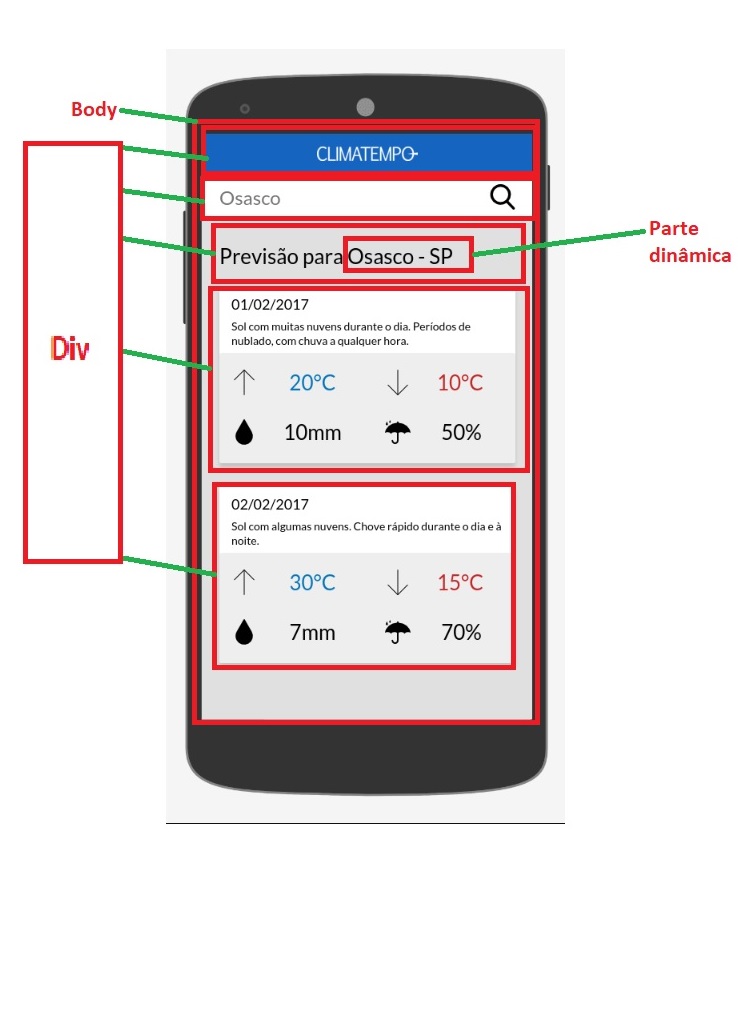 Body
CLIMATEMPO
Osasco
Previsão para Osasco - SP
Parte
dinâmica
01/02/2017
Sol com muitas nuvens durante o dia. Períodos de
nublado, com chuva a qualquer hora.
Div
20°C 10°C
10mm 50%
02/02/2017
Sol com algumas nuvens. Chove rápido durante o dia e à
noite.
30°C 15°C
7mm 70%